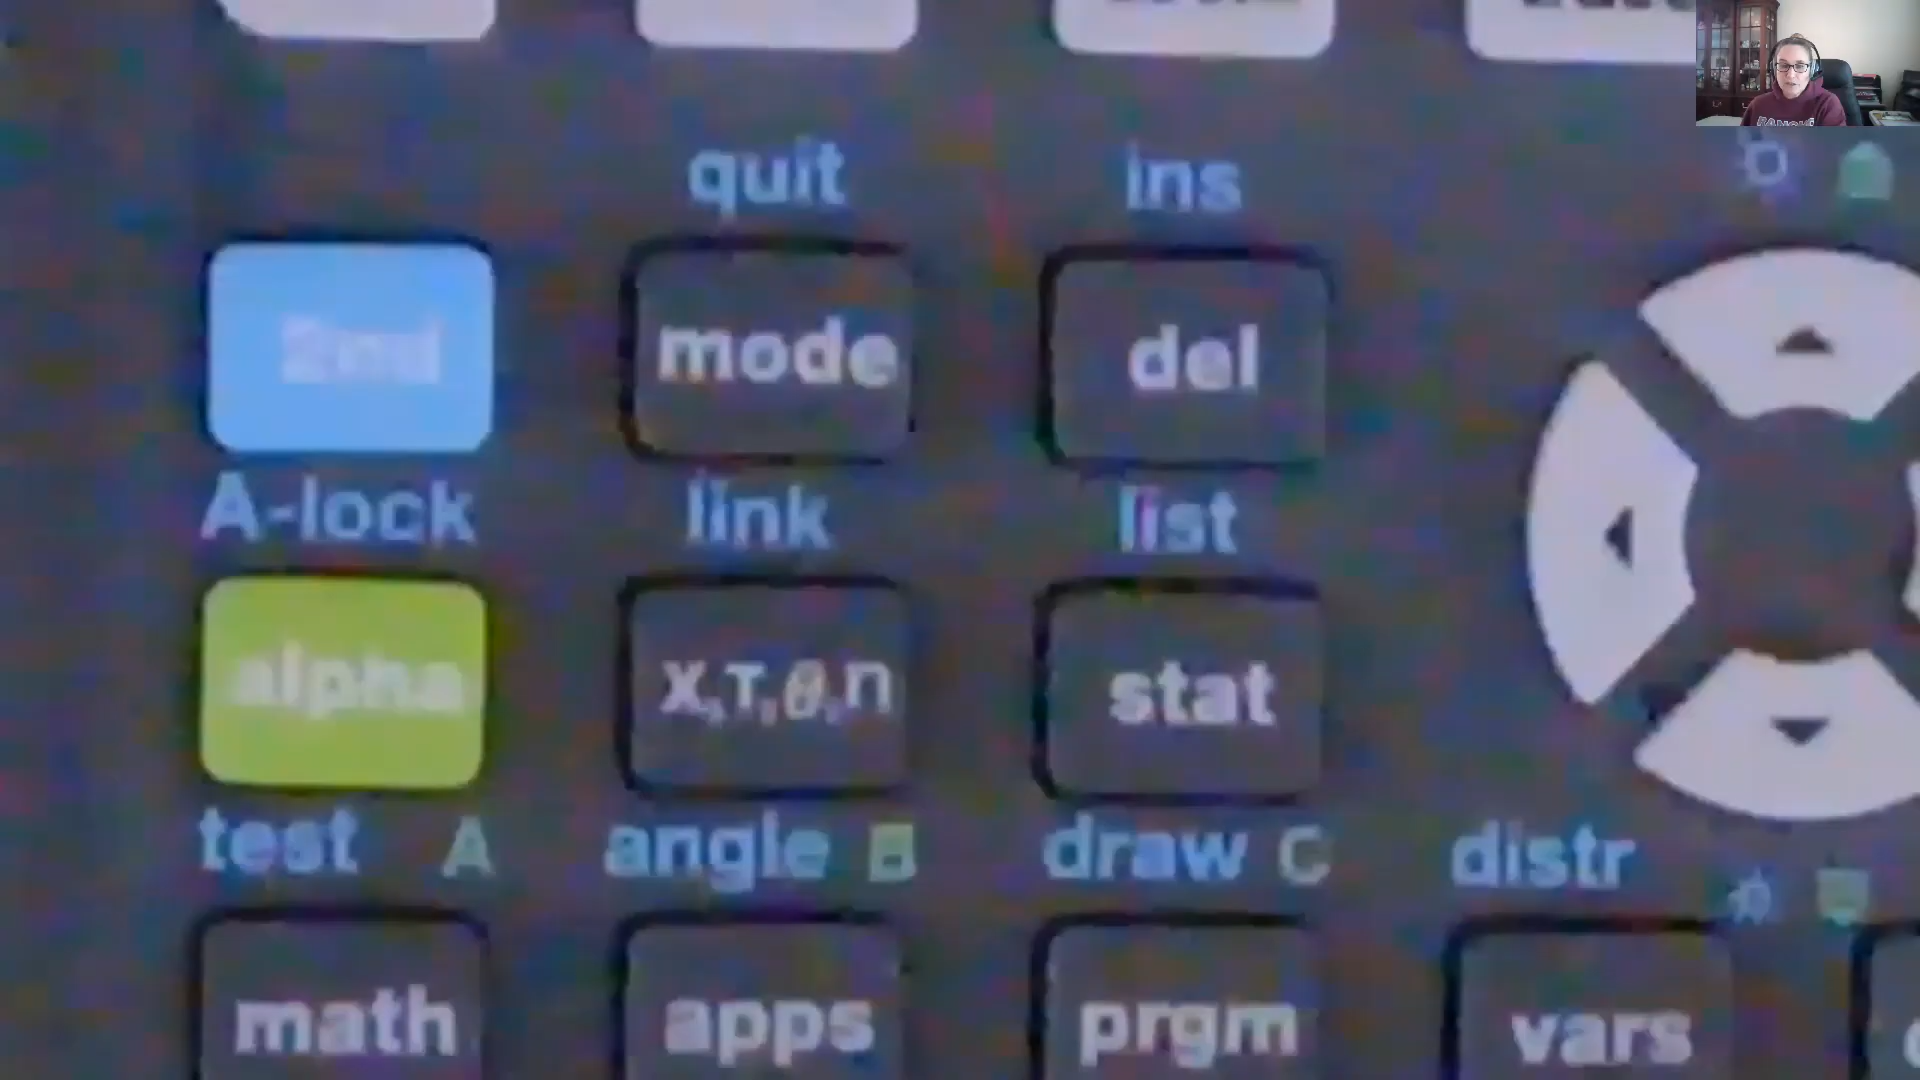 quit ins
2nd mode del
A-lock link list
alpha X,T,θ,n stat
test A angle B draw C distr
math apps prgm vars